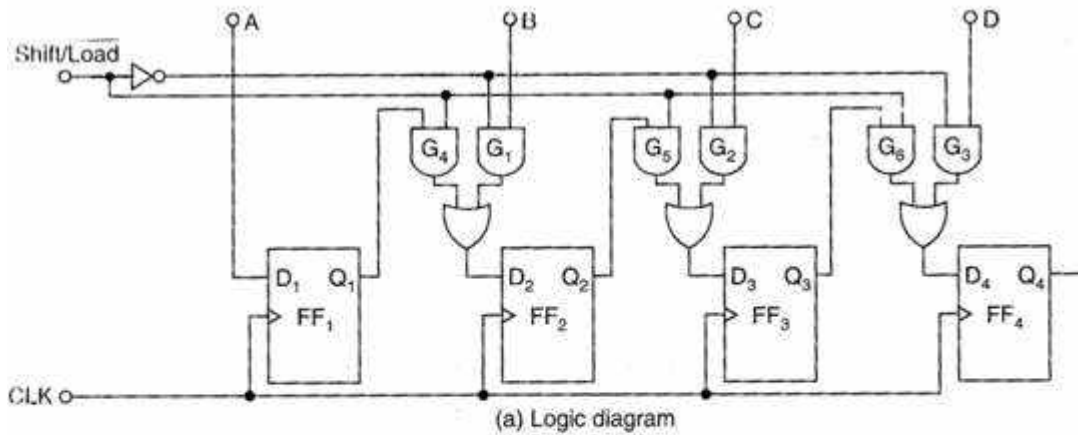 A B C D
Shift/Load
G₄ G₁ G₅ G₂ G₆ G₃
D₁ Q₁ D₂ Q₂ D₃ Q₃ D₄ Q₄
FF₁ FF₂ FF₃ FF₄
CLK
(a) Logic diagram